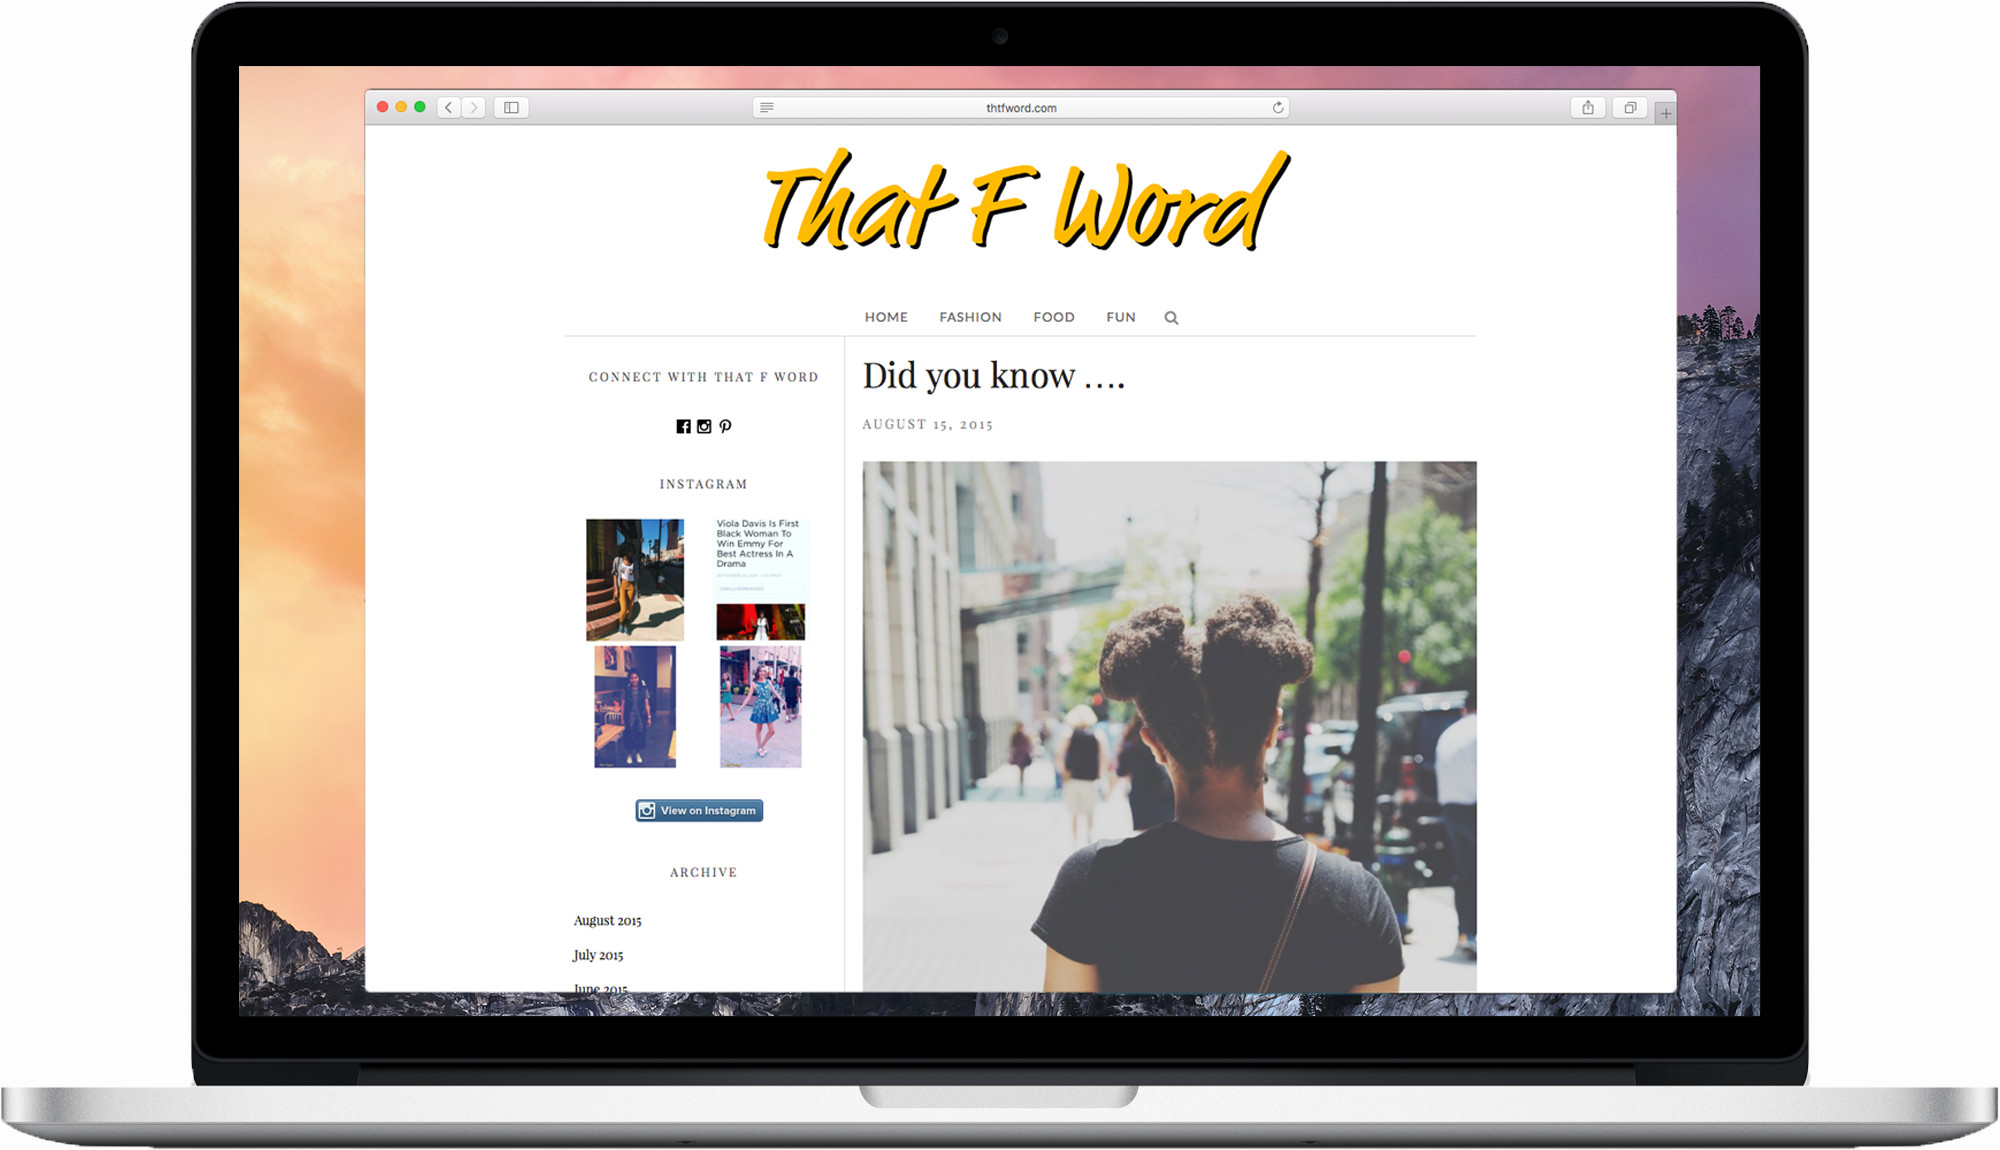 thtfword.com
That F Word
HOME FASHION FOOD FUN
CONNECT WITH THAT F WORD
INSTAGRAM
Viola Davis Is First
Black Woman To
Win Emmy For
Best Actress In A
Drama
View on Instagram
ARCHIVE
August 2015
July 2015
June 2015
Did you know ....
AUGUST 15, 2015